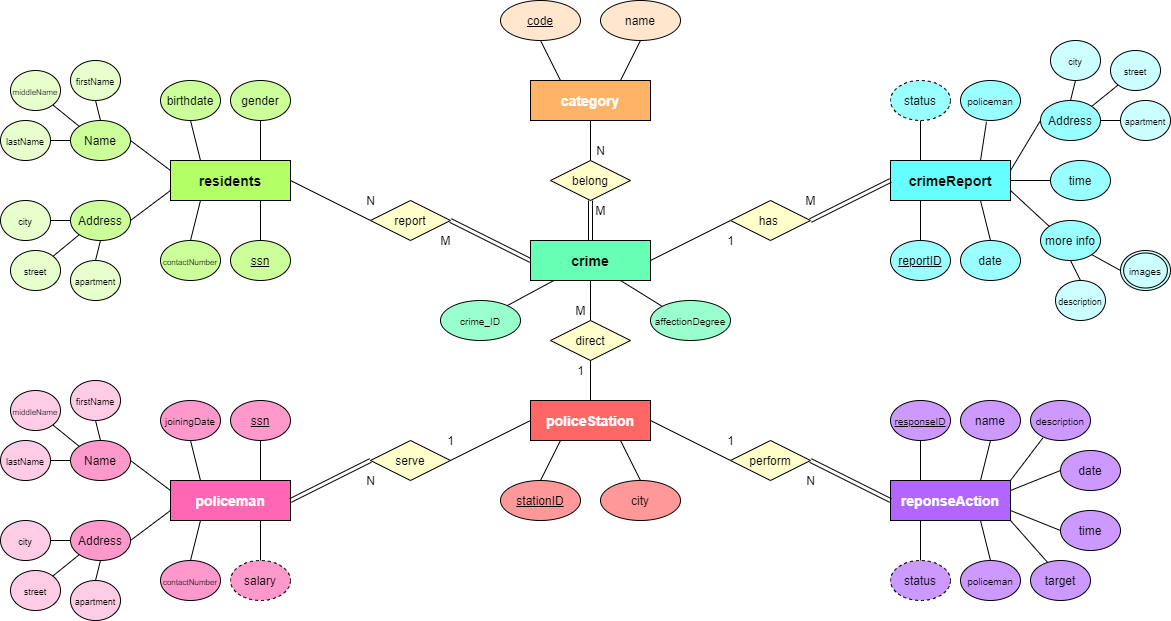 code
name
category
N
belong
M
middleName
firstName
lastName
Name
birthdate
gender
residents
Address
city
street
apartment
contactNumber
ssn
N
report
M
crime
crime_ID
affectionDegree
1
has
M
status
policeman
crimeReport
city
street
Address
apartment
time
more info
images
description
reportID
date
M
direct
1
policeStation
stationID
city
1
serve
N
middleName
firstName
lastName
Name
joiningDate
ssn
policeman
Address
city
street
apartment
contactNumber
salary
1
perform
N
responseID
name
description
date
reponseAction
time
status
policeman
target